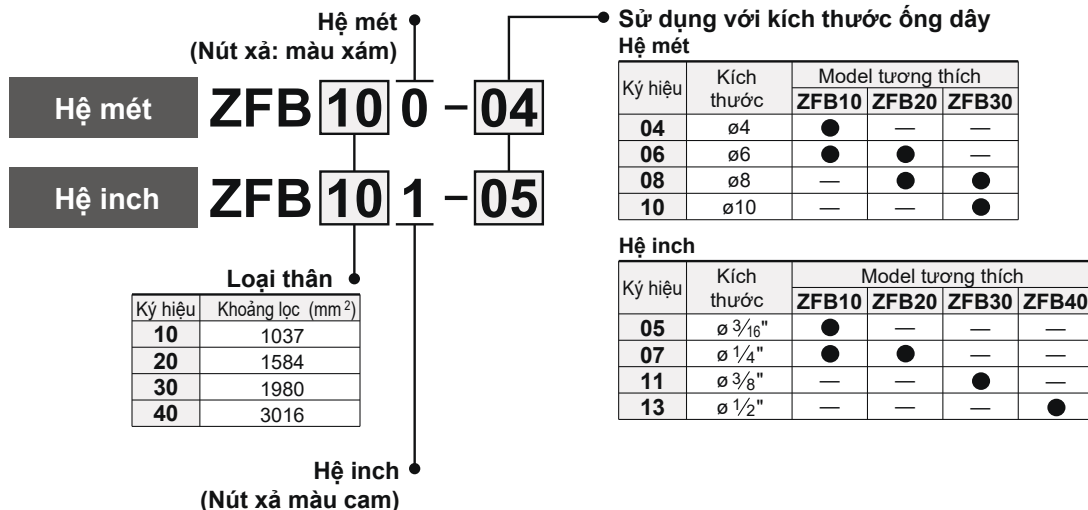 Hệ mét
(Nút xả: màu xám)
Hệ mét ZFB 10 0 - 04
Hệ inch ZFB 10 1 - 05
Loại thân
Ký hiệu Khoảng lọc (mm²)
10 1037
20 1584
30 1980
40 3016
Hệ inch
(Nút xả màu cam)
Sử dụng với kích thước ống dây
Hệ mét
Ký hiệu Kích thước Model tương thích
ZFB10 ZFB20 ZFB30
04 ø4 ● — —
06 ø6 ● ● —
08 ø8 — ● ●
10 ø10 — — ●
Hệ inch
Ký hiệu Kích thước Model tương thích
ZFB10 ZFB20 ZFB30 ZFB40
05 ø 3/16" ● — — —
07 ø 1/4" ● ● — —
11 ø 3/8" — — ● —
13 ø 1/2" — — — ●